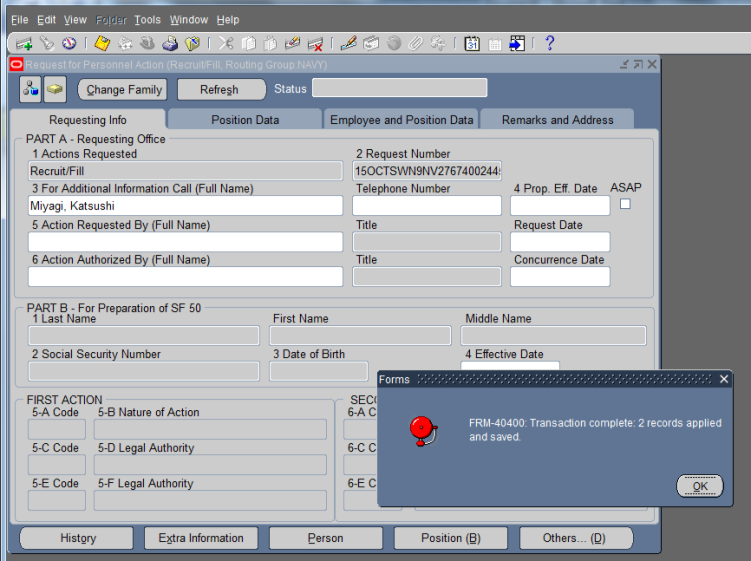 File Edit View Folder Tools Window Help
Request for Personnel Action (Recruit/Fill, Routing Group:NAVY)
Change Family Refresh Status
Requesting Info Position Data Employee and Position Data Remarks and Address
PART A - Requesting Office
1 Actions Requested 2 Request Number
Recruit/Fill 15OCTSWN9NV2767400244
3 For Additional Information Call (Full Name) Telephone Number 4 Prop. Eff. Date ASAP
Miyagi, Katsushi
5 Action Requested By (Full Name) Title Request Date
6 Action Authorized By (Full Name) Title Concurrence Date
PART B - For Preparation of SF 50
1 Last Name First Name Middle Name
2 Social Security Number 3 Date of Birth 4 Effective Date
Forms
FRM-40400: Transaction complete: 2 records applied
and saved.
OK
FIRST ACTION SEC
5-A Code 5-B Nature of Action 6-A C
5-C Code 5-D Legal Authority 6-C C
5-E Code 5-F Legal Authority 6-E C
History Extra Information Person Position (B) Others... (D)